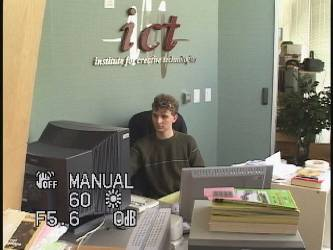 ict
Institute for creative technologies
OFF MANUAL
60
F5.6 0dB